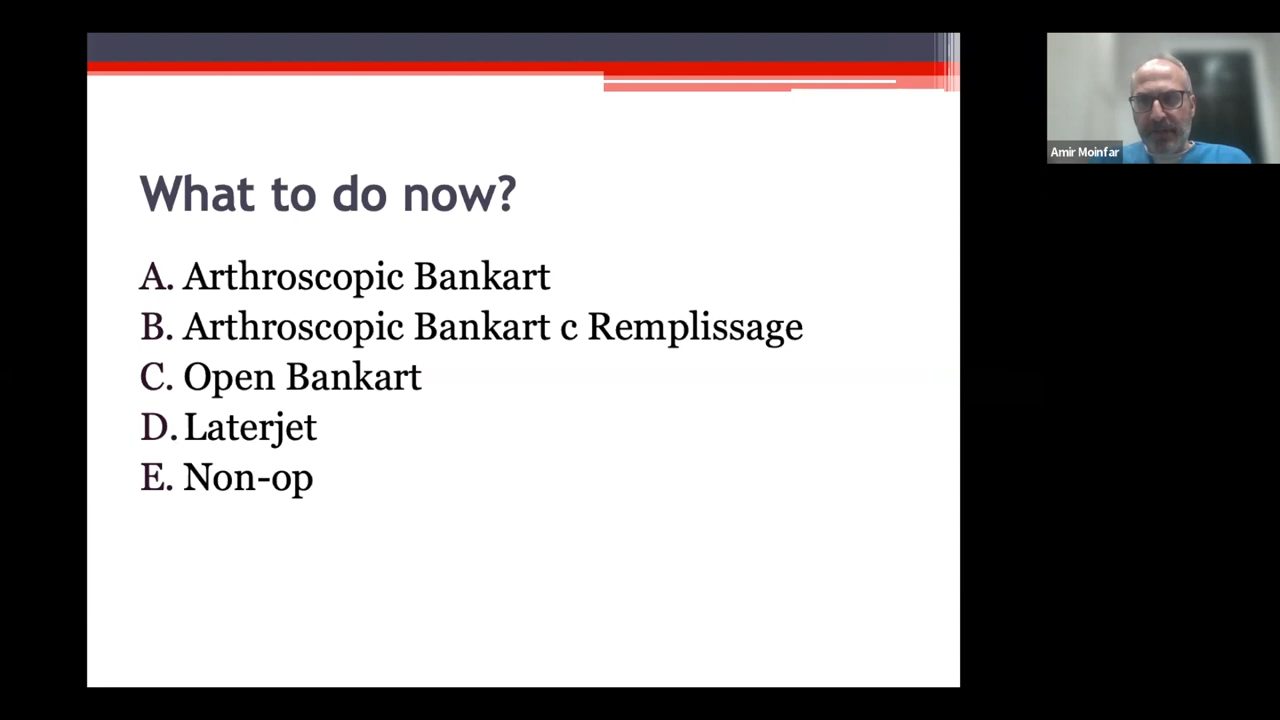 Amir Moinfar
What to do now?
A. Arthroscopic Bankart
B. Arthroscopic Bankart c Remplissage
C. Open Bankart
D. Laterjet
E. Non-op